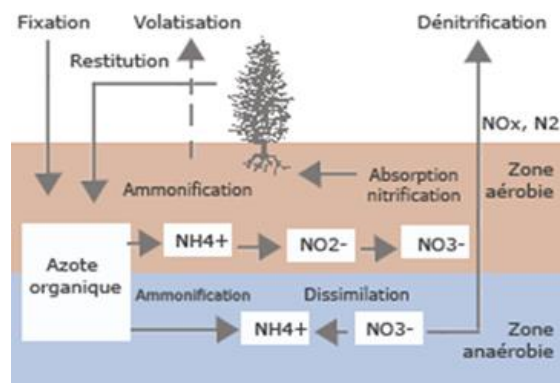 Fixation
Volatisation
Dénitrification
Restitution
NOx, N2
Zone
aérobie
Ammonification
Absorption
nitrification
NH4+
NO2-
NO3-
Azote
organique
Ammonification
Dissimilation
NH4+
NO3-
Zone
anaérobie